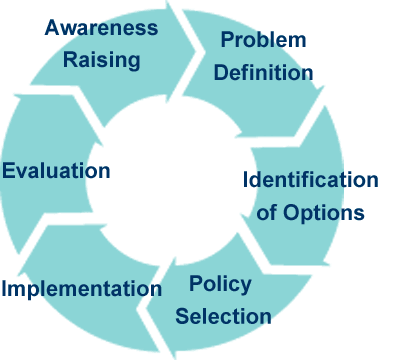 Awareness
Raising
Problem
Definition
Identification
of Options
Policy
Selection
Implementation
Evaluation